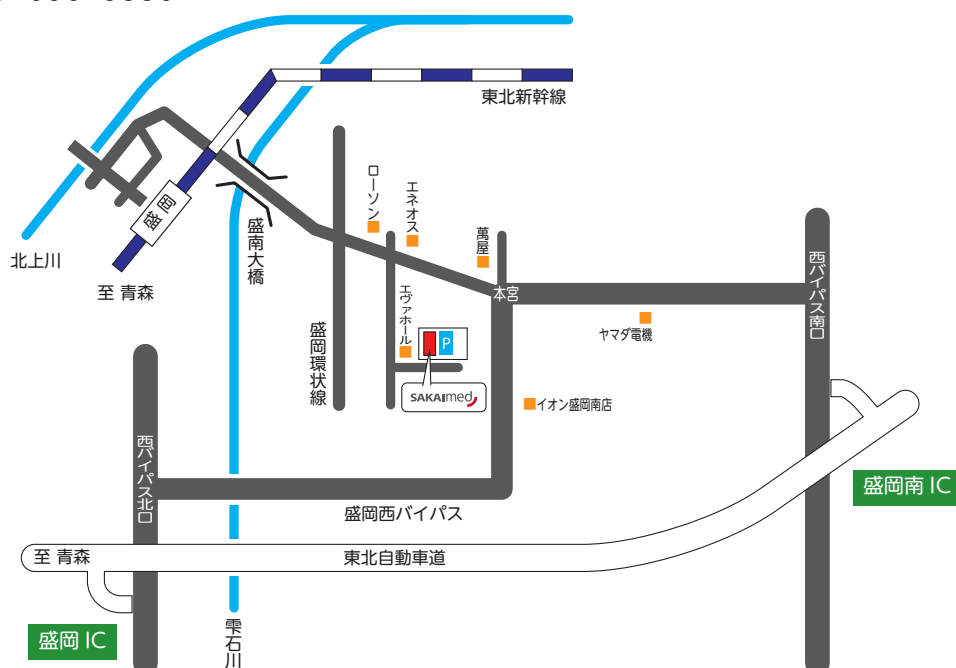 東北新幹線
盛岡
北上川
至 青森
盛南大橋
ローソン
エネオス
萬屋
本宮
西バイパス南口
盛岡環状線
エヴァホール
P
ヤマダ電機
SAKAImed
イオン盛岡南店
西バイパス北口
盛岡西バイパス
盛岡南 IC
至 青森
東北自動車道
盛岡 IC
雫石川